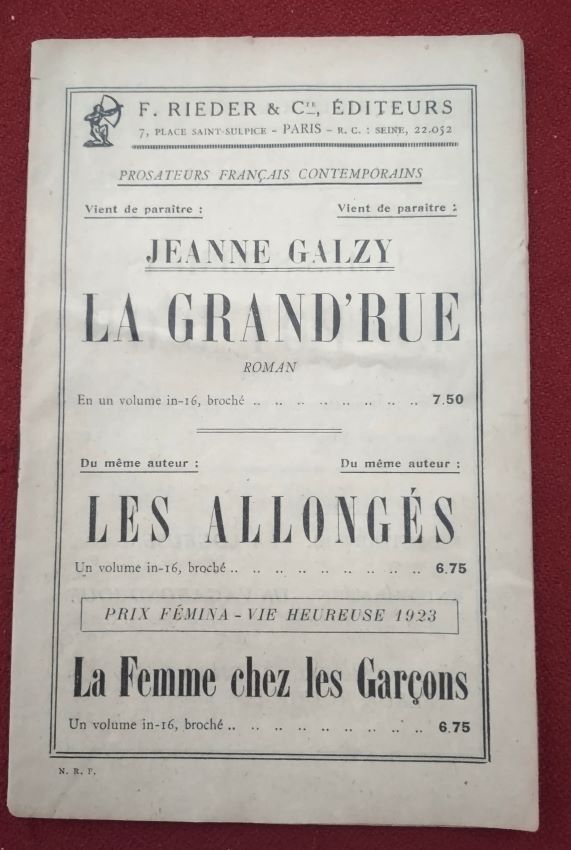 F. RIEDER & Cie, ÉDITEURS
7, PLACE SAINT-SULPICE - PARIS - R. C. : SEINE, 22.052
PROSATEURS FRANÇAIS CONTEMPORAINS
Vient de paraitre : Vient de paraitre :
JEANNE GALZY
LA GRAND'RUE
ROMAN
En un volume in-16, broché .. .. .. .. .. .. .. .. 7.50
Du même auteur : Du même auteur :
LES ALLONGÉS
Un volume in-16, broché .. .. .. .. .. .. .. .. .. 6.75
PRIX FÉMINA - VIE HEUREUSE 1923
La Femme chez les Garçons
Un volume in-16, broché .. .. .. .. .. .. .. .. .. 6.75
N. R. F.